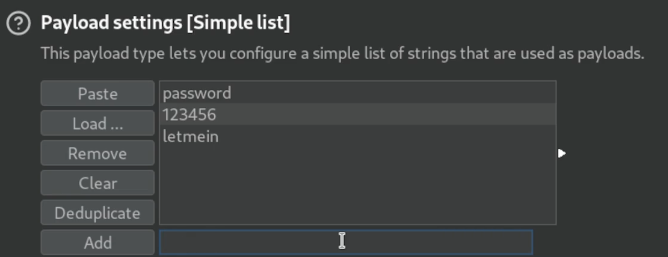 Payload settings [Simple list]
This payload type lets you configure a simple list of strings that are used as payloads.
Paste
password
Load ...
123456
letmein
Remove
Clear
Deduplicate
Add